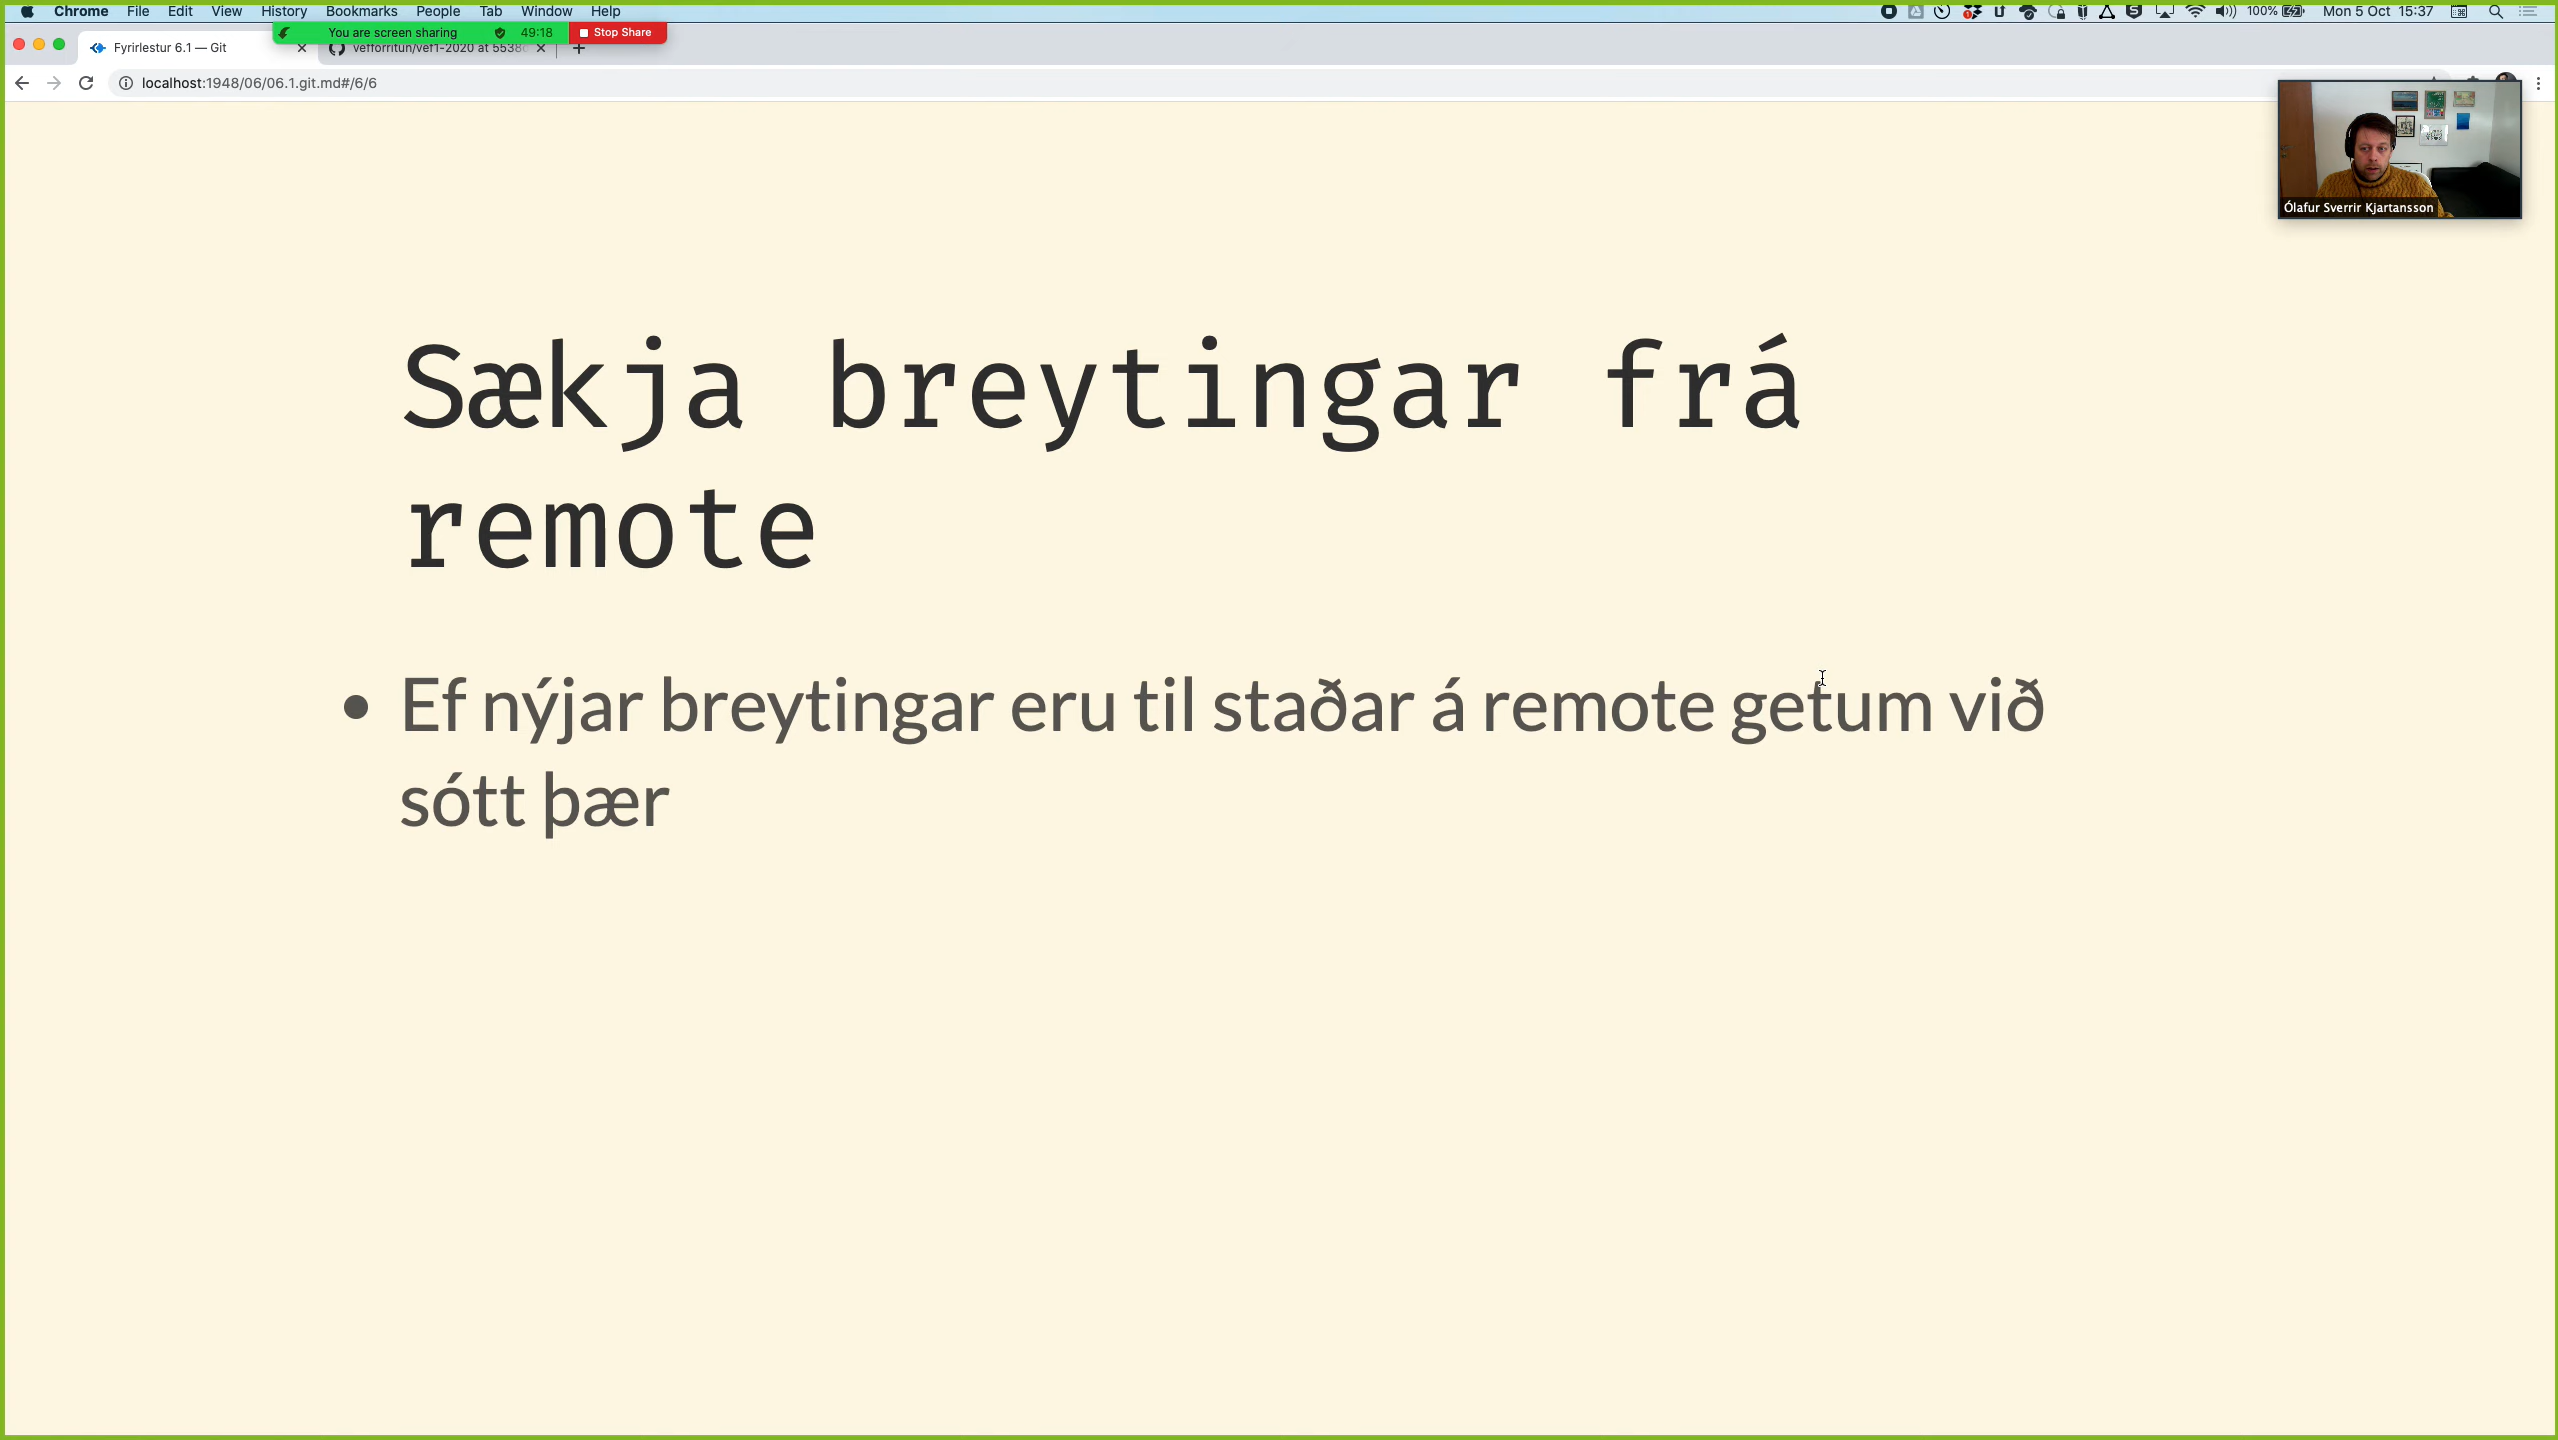 Chrome File Edit View History Bookmarks People Tab Window Help
100% Mon 5 Oct 15:37
You are screen sharing 49:18 Stop Share
Fyrirlestur 6.1 — Git
vefforritun/vef1-2020 at 5538
localhost:1948/06/06.1.git.md#/6/6
Ólafur Sverrir Kjartansson
Sækja breytingar frá
remote
• Ef nýjar breytingar eru til staðar á remote getum við
sótt þær